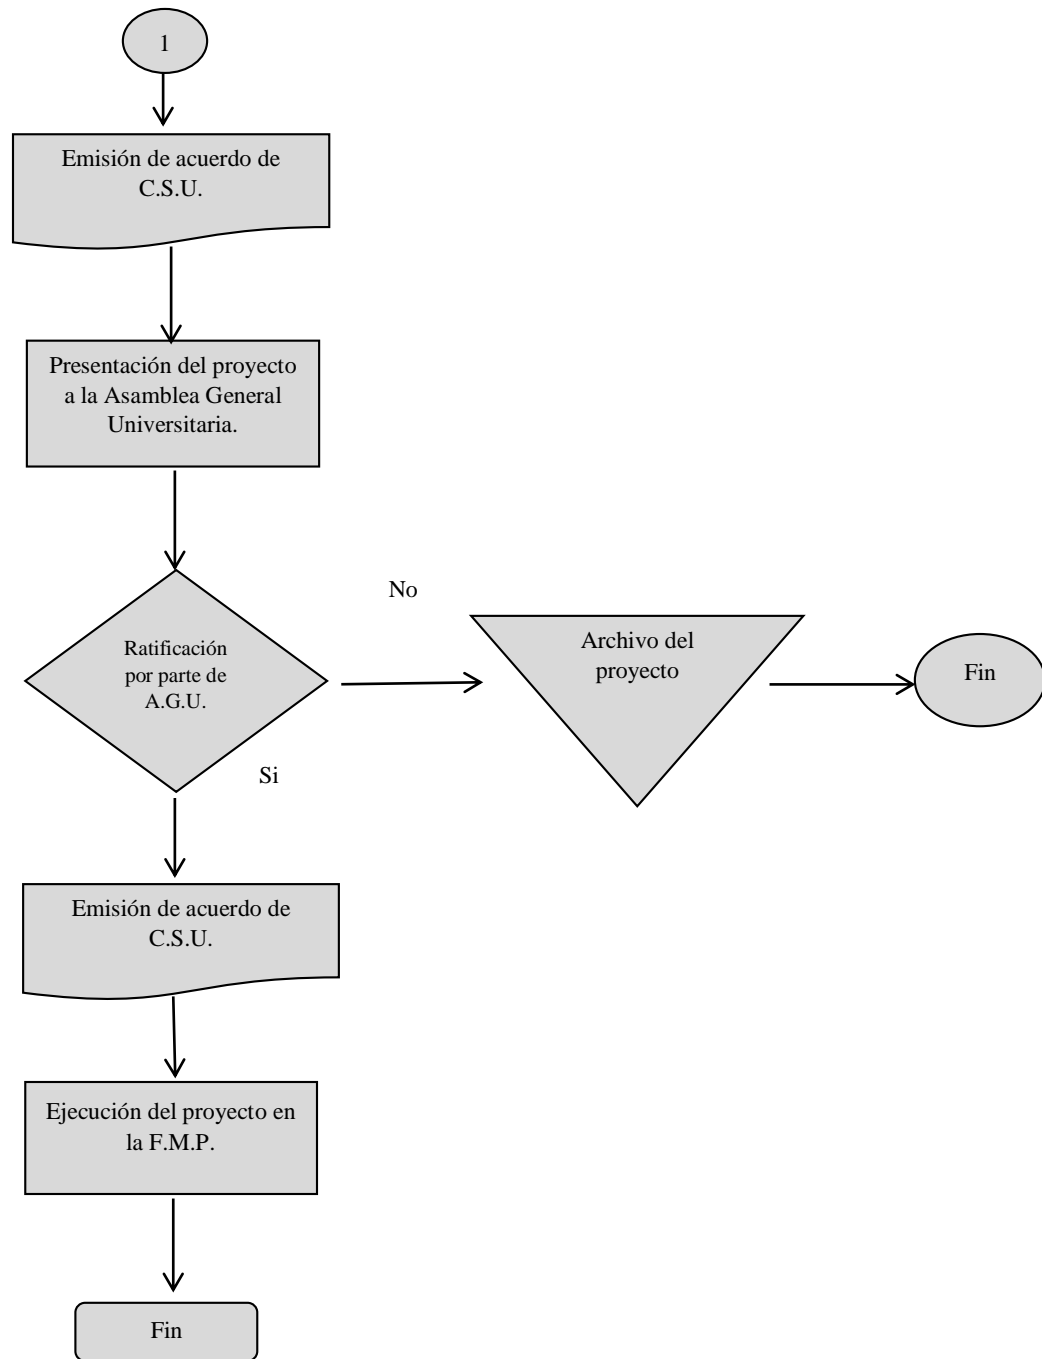 1
Emisión de acuerdo de
C.S.U.
Presentación del proyecto
a la Asamblea General
Universitaria.
No
Ratificación
por parte de
A.G.U.
Archivo del
proyecto
Fin
Si
Emisión de acuerdo de
C.S.U.
Ejecución del proyecto en
la F.M.P.
Fin